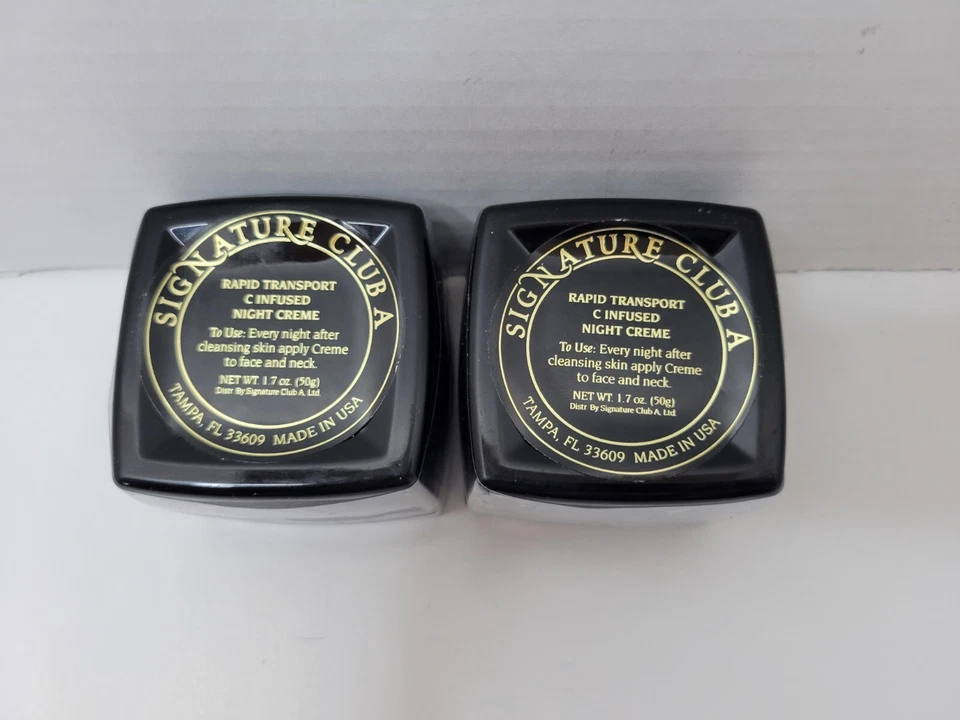 SIGNATURE CLUB A
RAPID TRANSPORT
C INFUSED
NIGHT CREME
To Use: Every night after
cleansing skin apply Creme
to face and neck.
NET WT. 1.7 oz. (50g)
Distr By Signature Club A, Ltd.
TAMPA, FL 33609 MADE IN USA
SIGNATURE CLUB A
RAPID TRANSPORT
C INFUSED
NIGHT CREME
To Use: Every night after
cleansing skin apply Creme
to face and neck.
NET WT. 1.7 oz. (50g)
Distr By Signature Club A, Ltd.
TAMPA, FL 33609 MADE IN USA